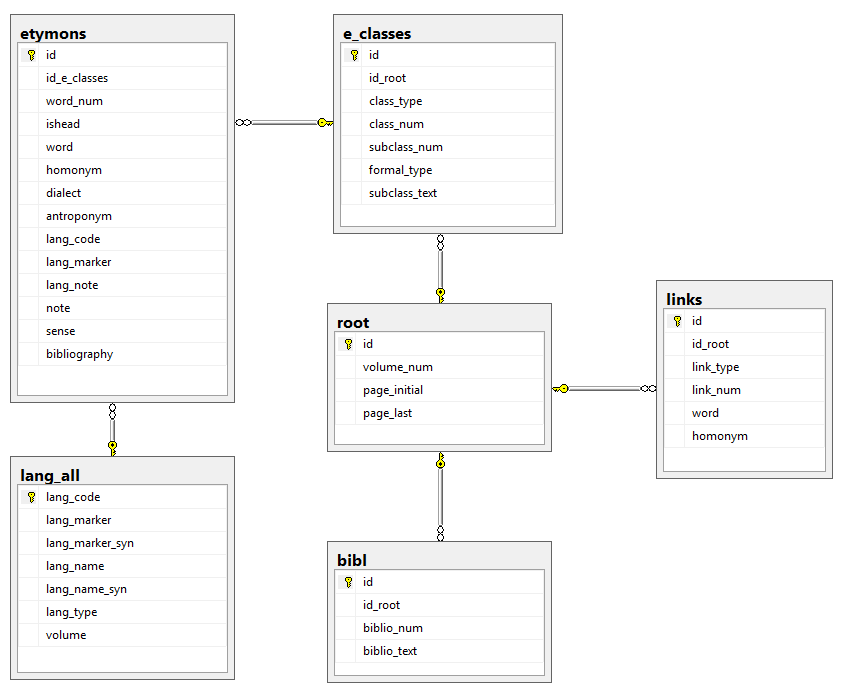 etymons
id
id_e_classes
word_num
ishead
word
homonym
dialect
antroponym
lang_code
lang_marker
lang_note
note
sense
bibliography
e_classes
id
id_root
class_type
class_num
subclass_num
formal_type
subclass_text
root
id
volume_num
page_initial
page_last
links
id
id_root
link_type
link_num
word
homonym
lang_all
lang_code
lang_marker
lang_marker_syn
lang_name
lang_name_syn
lang_type
volume
bibl
id
id_root
biblio_num
biblio_text